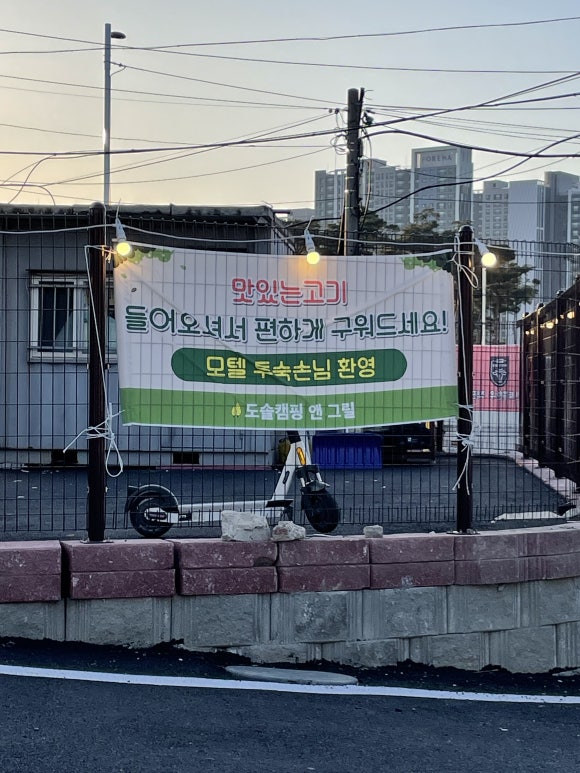 FORENA
맛있는고기
들어오셔서 편하게 구워드세요!
모텔 투숙손님 환영
도솔캠핑 앤 그릴